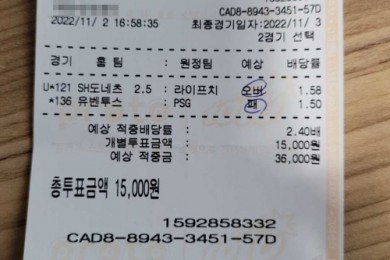 CAD8-8943-3451-57D
2022/11/ 2 16:58:35 최종경기일자:2022/11/ 3
2경기 선택
경기 홈 팀 : 원정팀 예상 배당률
U*121 SH도네츠 2.5 : 라이프치 오버 1.58
*136 유벤투스 : PSG 패 1.50
예상 적중배당률 : 2.40배
개별투표금액 : 15,000원
예상 적중금 : 36,000원
총투표금액 15,000원
1592858332
CAD8-8943-3451-57D